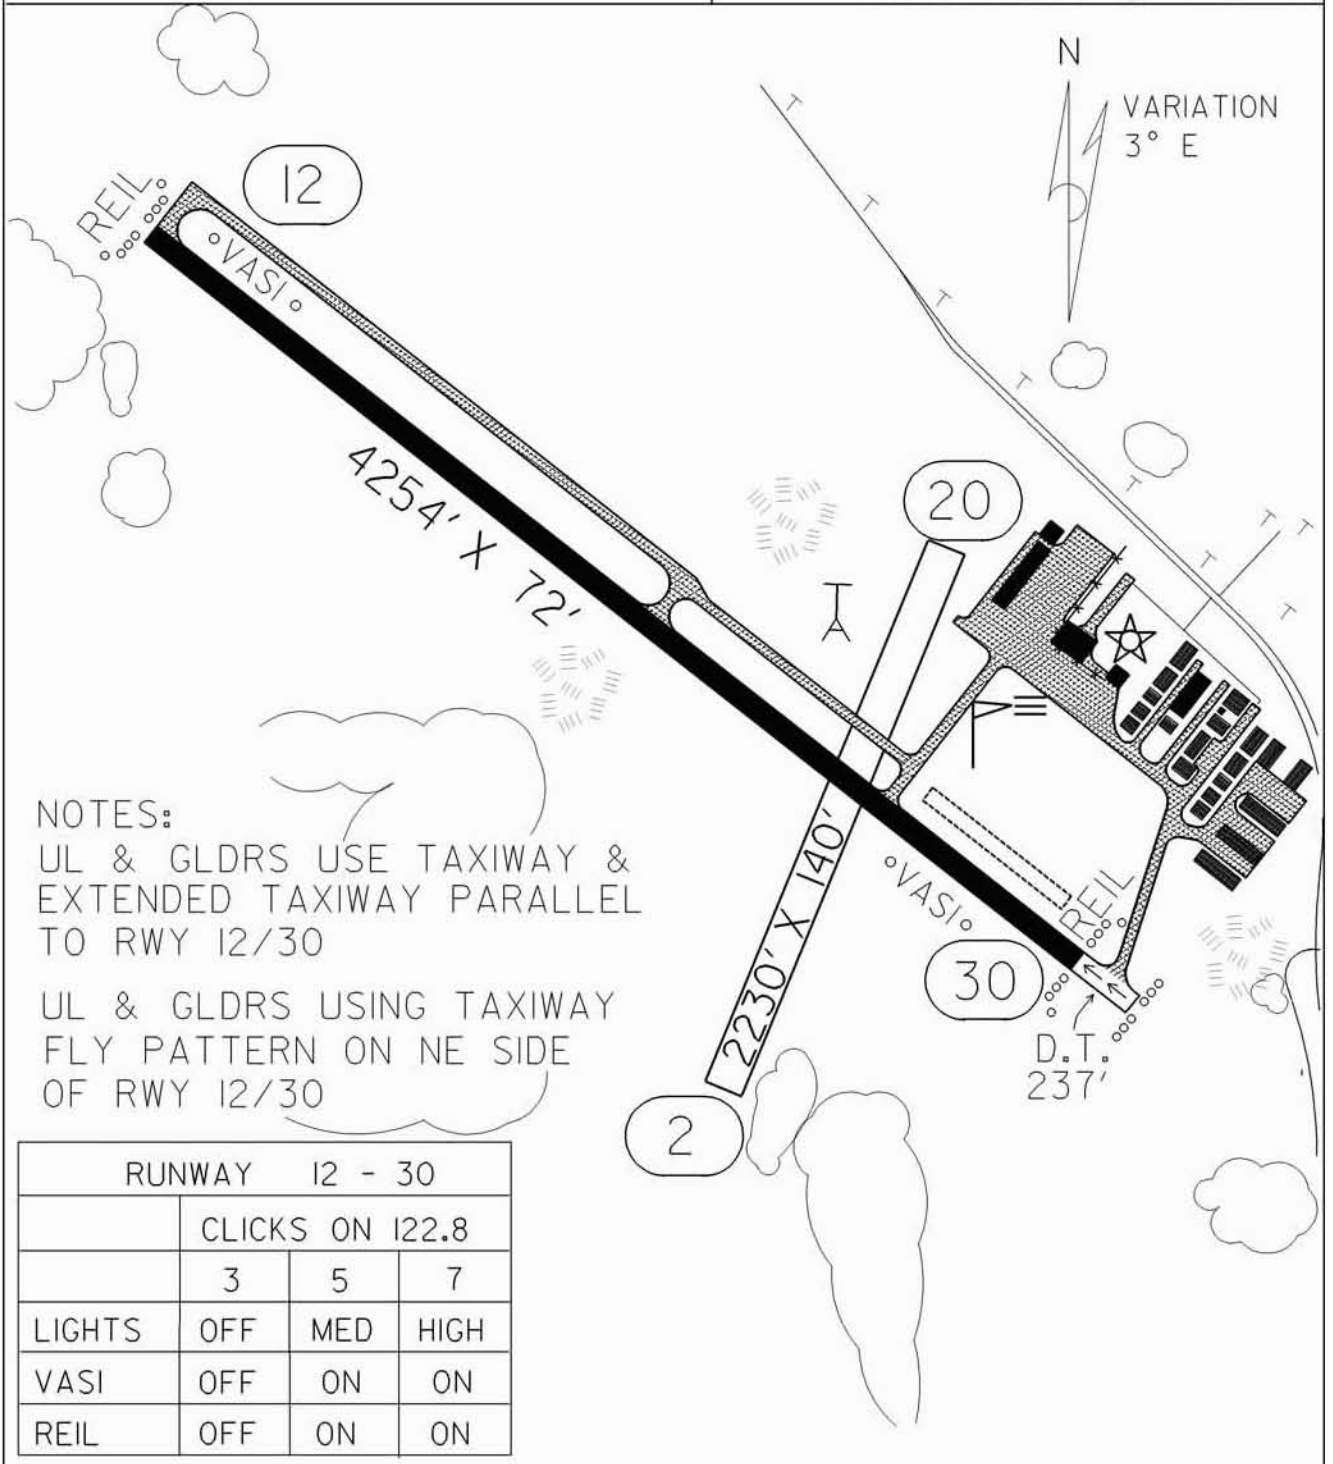 N
VARIATION
3° E
12
REIL
VASI
4254' X 72'
20
2230' X 140'
VASI
REIL
30
D.T.
237'
2
NOTES:
UL & GLDRS USE TAXIWAY &
EXTENDED TAXIWAY PARALLEL
TO RWY 12/30
UL & GLDRS USING TAXIWAY
FLY PATTERN ON NE SIDE
OF RWY 12/30
RUNWAY 12 - 30
CLICKS ON 122.8
3 5 7
LIGHTS OFF MED HIGH
VASI OFF ON ON
REIL OFF ON ON